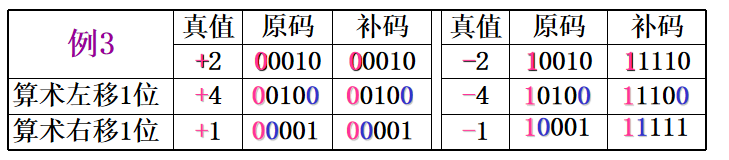 例3 真值 原码 补码 真值 原码 补码
+2 00010 00010 -2 10010 11110
算术左移1位 +4 00100 00100 -4 10100 11100
算术右移1位 +1 00001 00001 -1 10001 11111